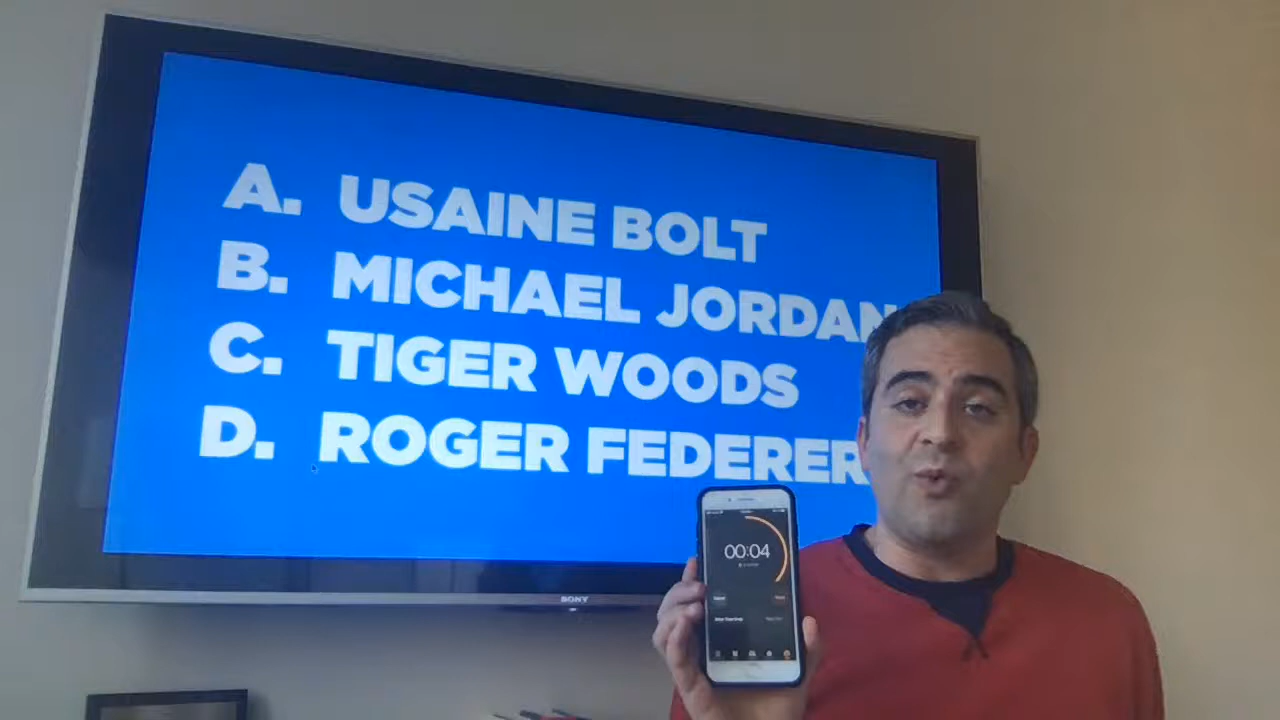 A. USAINE BOLT
B. MICHAEL JORDAN
C. TIGER WOODS
D. ROGER FEDERER
SONY
00:04